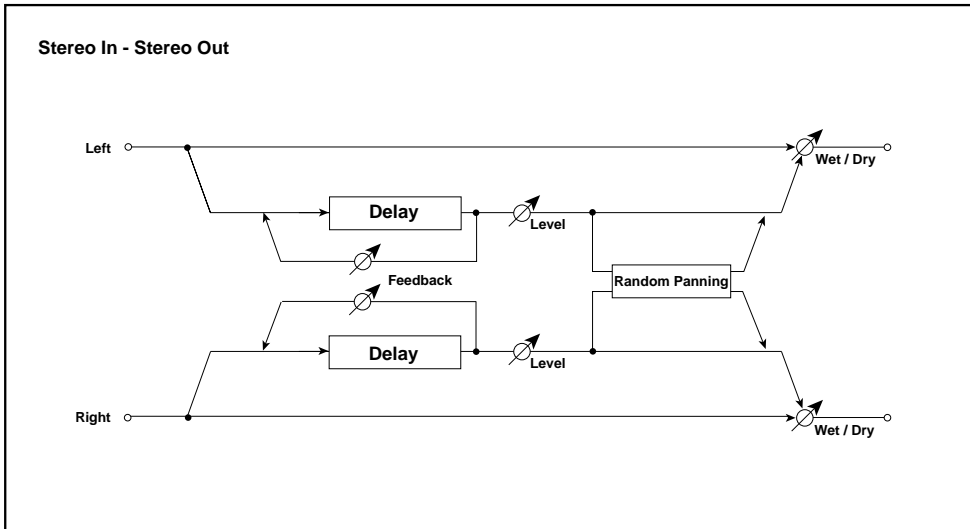 Stereo In - Stereo Out
Left
Wet / Dry
Delay
Level
Random Panning
Feedback
Delay
Level
Right
Wet / Dry